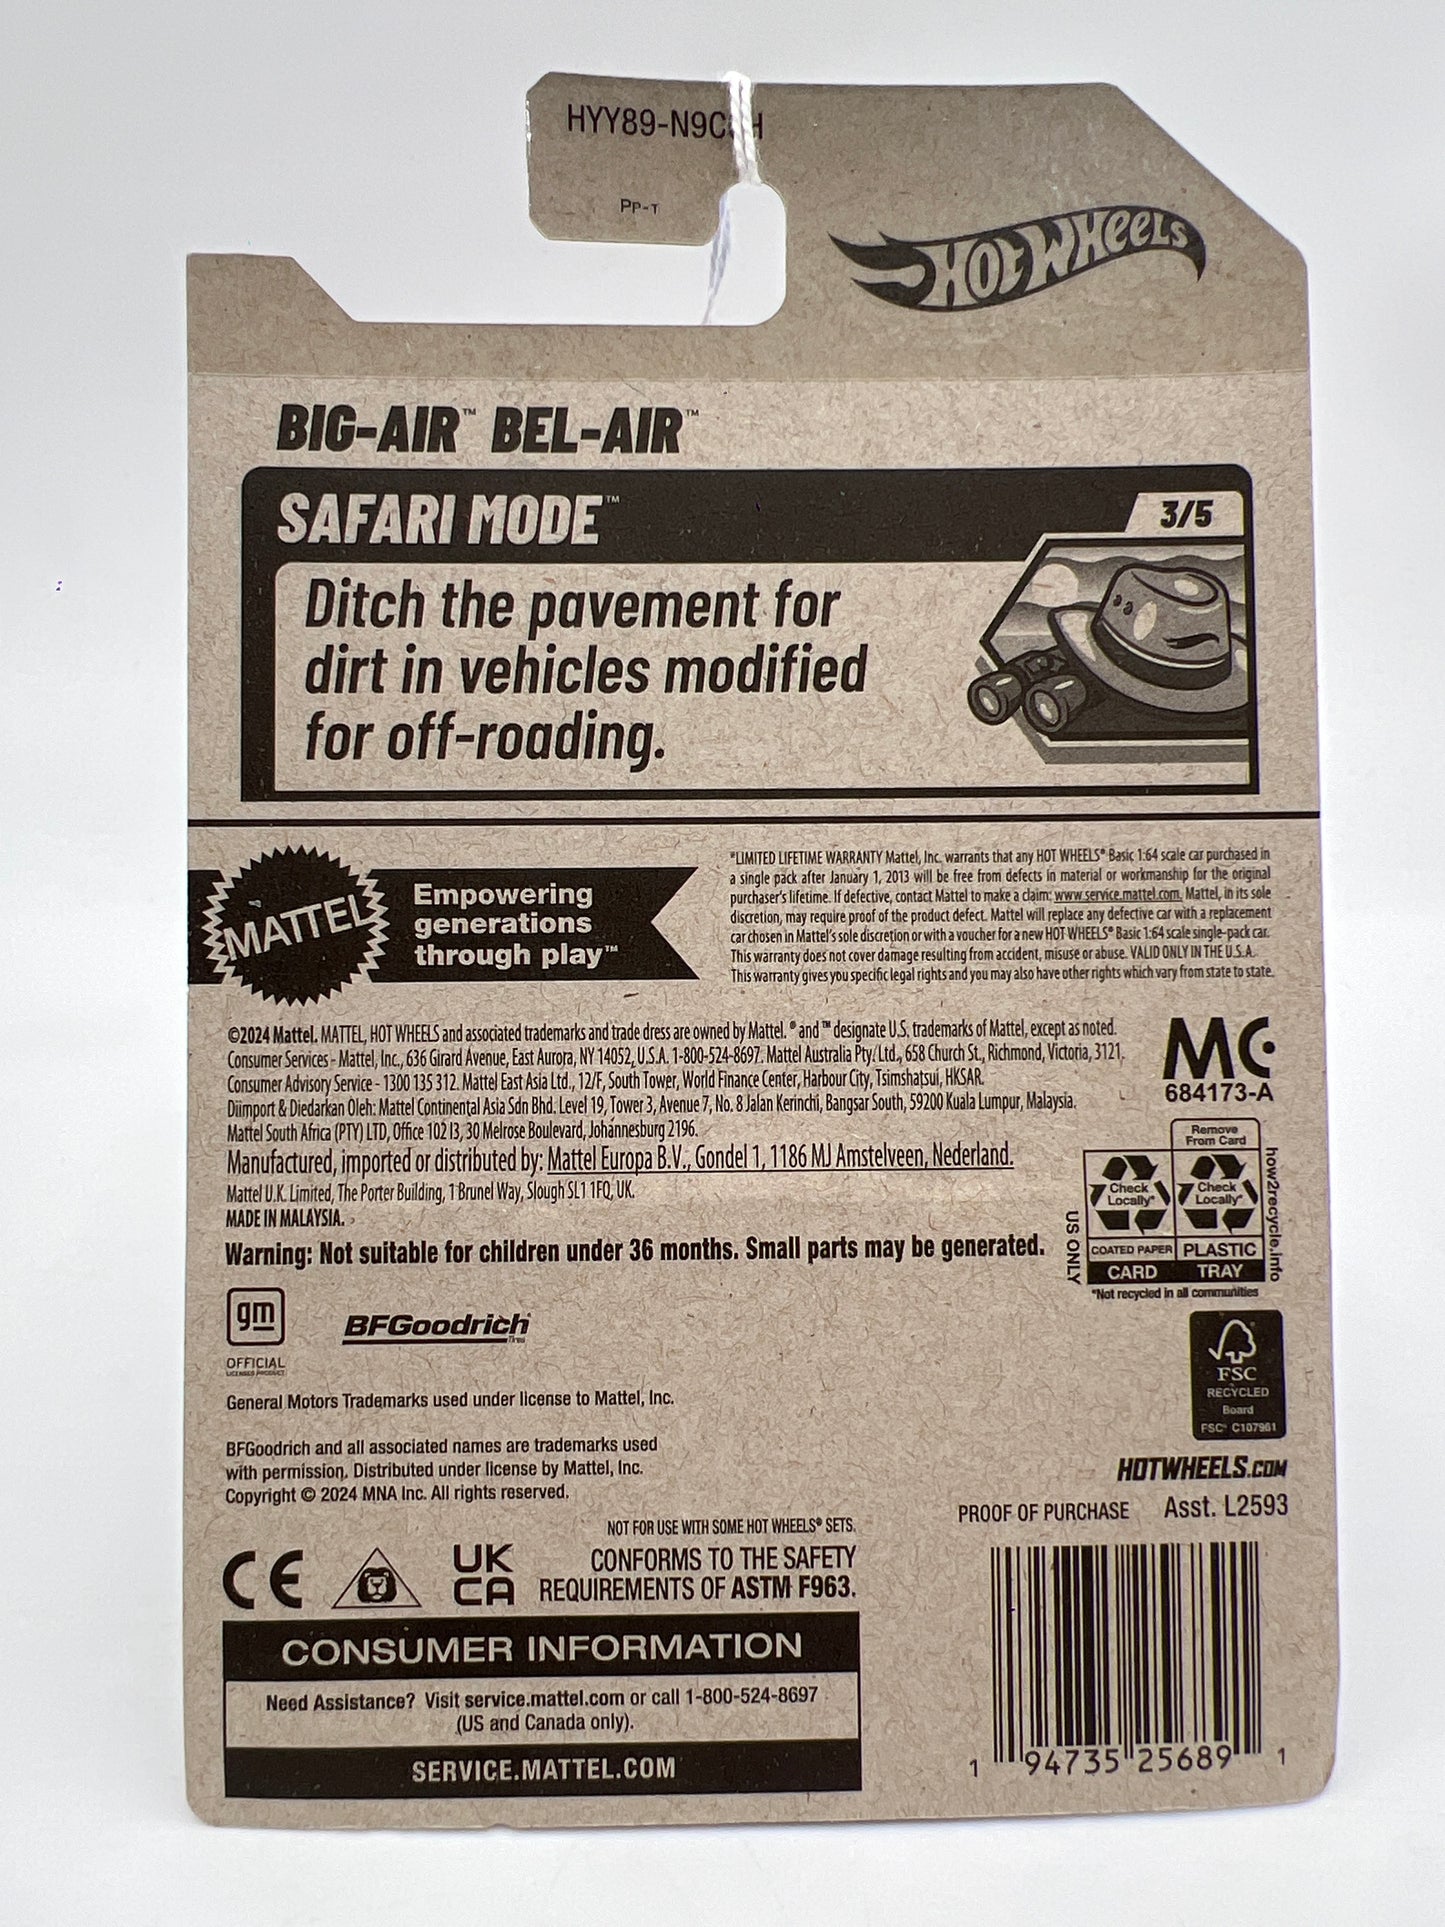 HYY89-N9C
Pp-T
HOT WHEELS
BIG-AIR™ BEL-AIR™
SAFARI MODE™
3/5
Ditch the pavement for
dirt in vehicles modified
for off-roading.
MATTEL
Empowering
generations
through play™
*LIMITED LIFETIME WARRANTY Mattel, Inc. warrants that any HOT WHEELS® Basic 1:64 scale car purchased in
a single pack after January 1, 2013 will be free from defects in material or workmanship for the original
purchaser's lifetime. If defective, contact Mattel to make a claim: www.service.mattel.com. Mattel, in its sole
discretion, may require proof of the product defect. Mattel will replace any defective car with a replacement
car chosen in Mattel's sole discretion or with a voucher for a new HOT WHEELS® Basic 1:64 scale single-pack car.
This warranty does not cover damage resulting from accident, misuse or abuse. VALID ONLY IN THE U.S.A.
This warranty gives you specific legal rights and you may also have other rights which vary from state to state.
©2024 Mattel. MATTEL, HOT WHEELS and associated trademarks and trade dress are owned by Mattel. ® and ™ designate U.S. trademarks of Mattel, except as noted.
Consumer Services - Mattel, Inc., 636 Girard Avenue, East Aurora, NY 14052, U.S.A. 1-800-524-8697. Mattel Australia Pty. Ltd., 658 Church St., Richmond, Victoria, 3121.
Consumer Advisory Service - 1300 135 312. Mattel East Asia Ltd., 12/F, South Tower, World Finance Center, Harbour City, Tsimshatsui, HKSAR.
Diimport & Diedarkan Oleh: Mattel Continental Asia Sdn Bhd. Level 19, Tower 3, Avenue 7, No. 8 Jalan Kerinchi, Bangsar South, 59200 Kuala Lumpur, Malaysia.
Mattel South Africa (PTY) LTD, Office 102 I3, 30 Melrose Boulevard, Johannesburg 2196.
Manufactured, imported or distributed by: Mattel Europa B.V., Gondel 1, 1186 MJ Amstelveen, Nederland.
Mattel U.K. Limited, The Porter Building, 1 Brunel Way, Slough SL1 1FQ, UK.
MADE IN MALAYSIA.
Warning: Not suitable for children under 36 months. Small parts may be generated.
MC
684173-A
Remove
From Card
Check
Locally*
Check
Locally*
COATED PAPER
PLASTIC
CARD
TRAY
US ONLY
how2recycle.info
*Not recycled in all communities
gm
OFFICIAL
LICENSED PRODUCT
BFGoodrich
Tires
General Motors Trademarks used under license to Mattel, Inc.
BFGoodrich and all associated names are trademarks used
with permission. Distributed under license by Mattel, Inc.
Copyright © 2024 MNA Inc. All rights reserved.
FSC
RECYCLED
Board
FSC® C107961
HOTWHEELS.COM
PROOF OF PURCHASE Asst. L2593
NOT FOR USE WITH SOME HOT WHEELS® SETS.
CE
UK
CA
CONFORMS TO THE SAFETY
REQUIREMENTS OF ASTM F963.
CONSUMER INFORMATION
Need Assistance? Visit service.mattel.com or call 1-800-524-8697
(US and Canada only).
SERVICE.MATTEL.COM
1 94735 25689 1